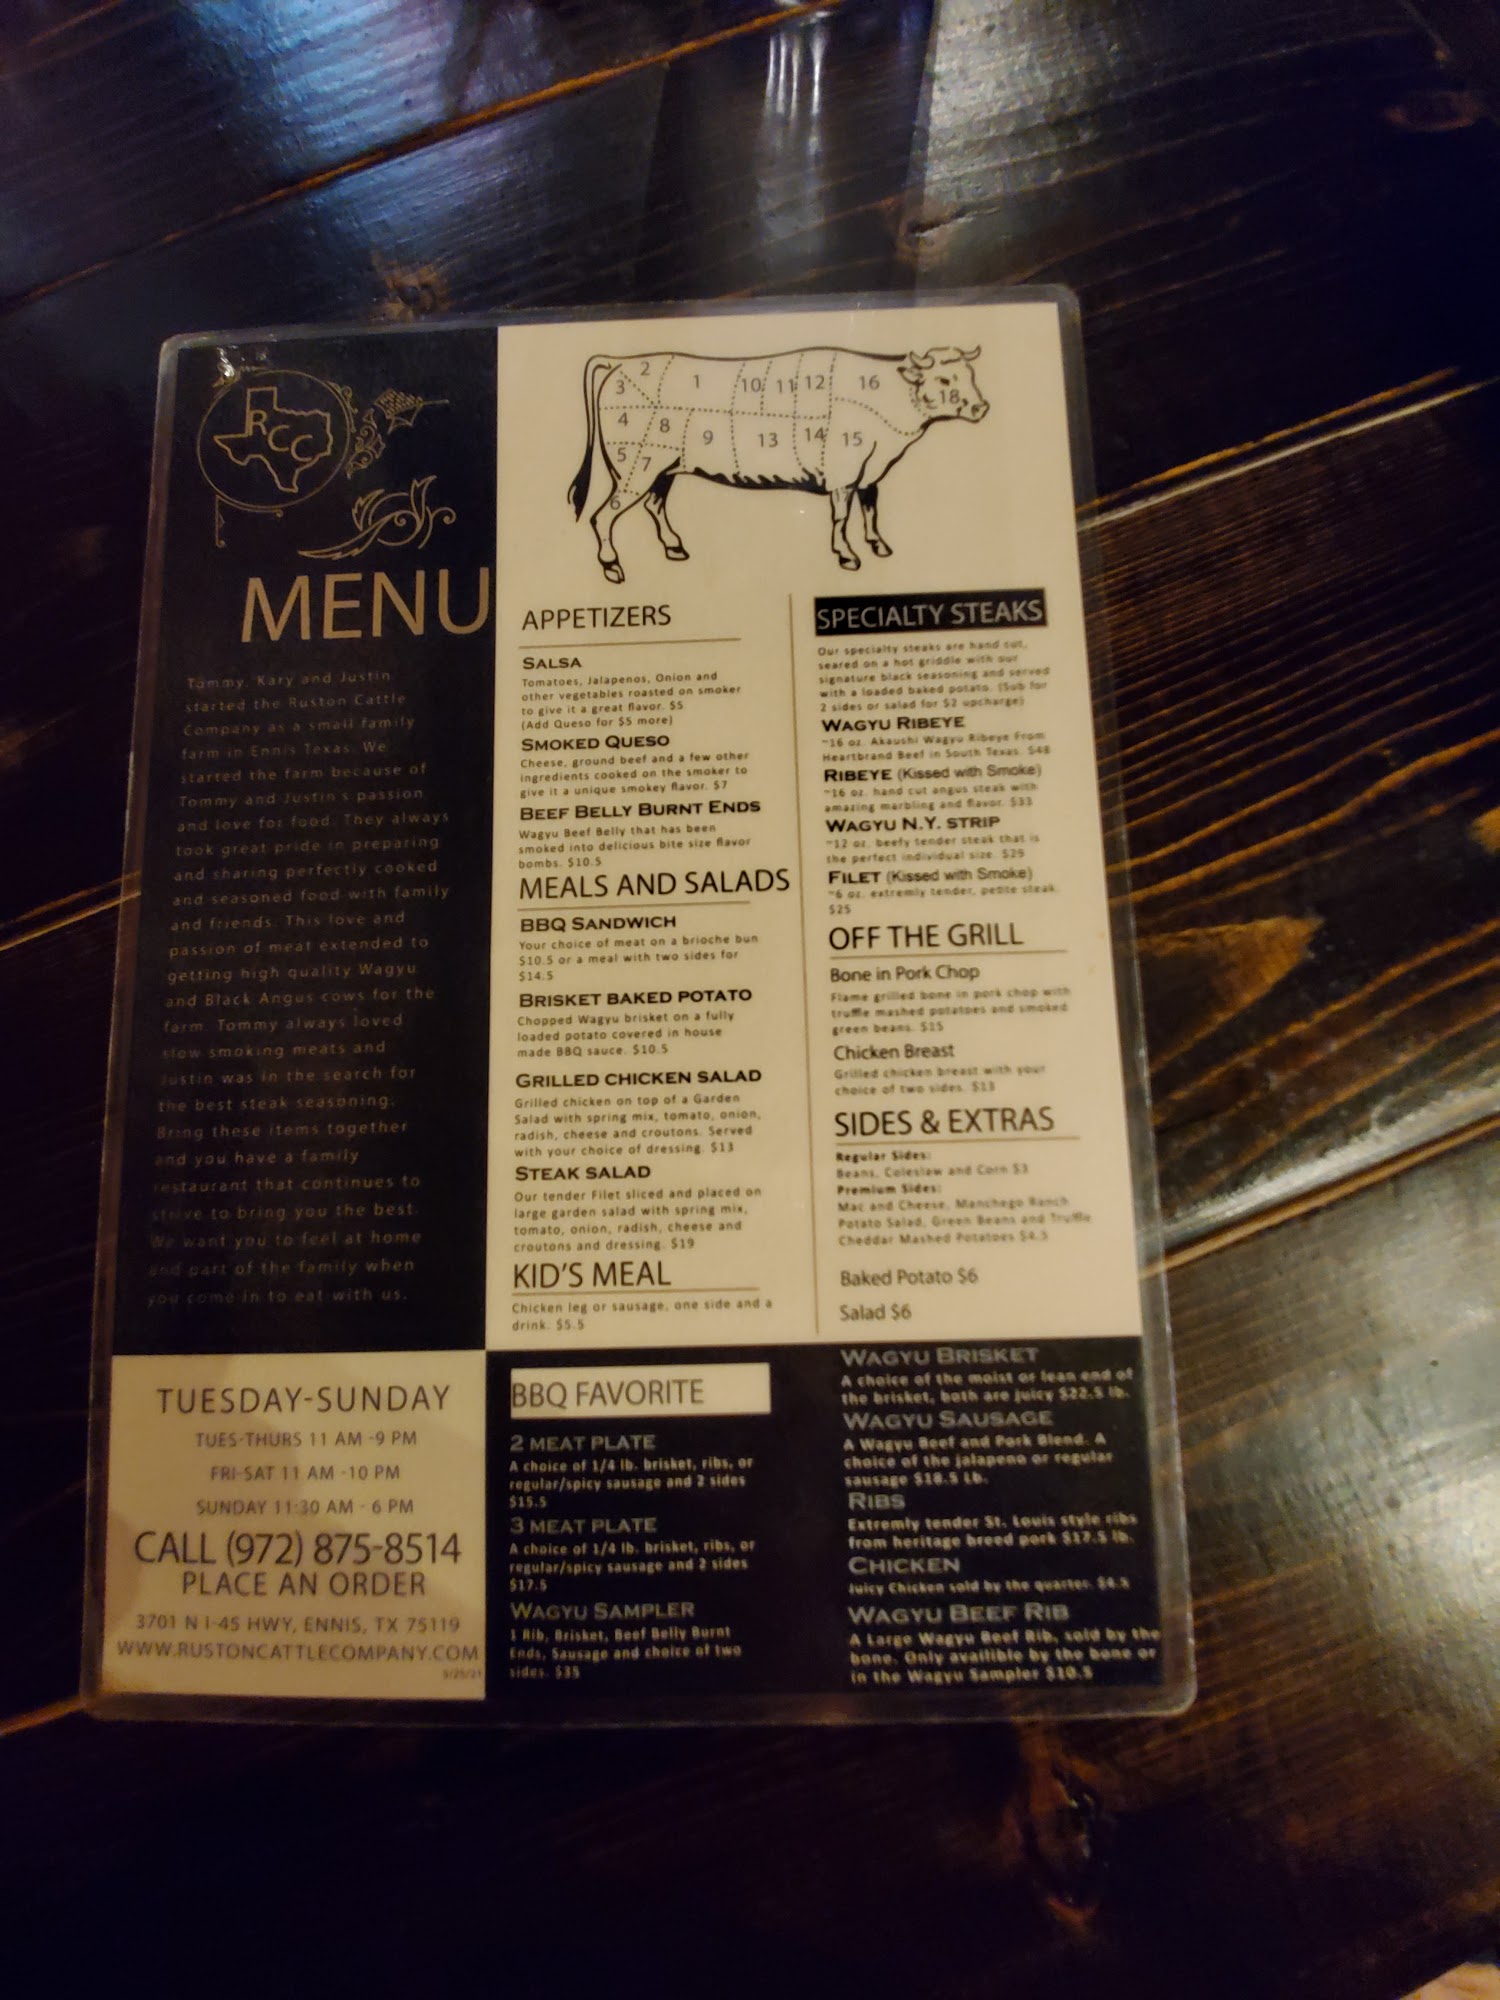 RCC
MENU
Tommy, Kary and Justin
started the Ruston Cattle
Company as a small family
farm in Ennis Texas. We
started the farm because of
Tommy and Justin s passion
and love for food. They always
took great pride in preparing
and sharing perfectly cooked
and seasoned food with family
and friends. This love and
passion of meat extended to
getting high quality Wagyu
and Black Angus cows for the
farm. Tommy always loved
slow smoking meats and
Justin was in the search for
the best steak seasoning.
Bring these items together
and you have a family
restaurant that continues to
strive to bring you the best.
We want you to feel at home
and part of the family when
you come in to eat with us.
TUESDAY-SUNDAY
TUES-THURS 11 AM -9 PM
FRI-SAT 11 AM -10 PM
SUNDAY 11:30 AM - 6 PM
CALL (972) 875-8514
PLACE AN ORDER
3701 N I-45 HWY, ENNIS, TX 75119
WWW.RUSTONCATTLECOMPANY.COM
2 1 10 11 12 16 18
3
4 8 9 13 14 15
5 7
6 17
APPETIZERS
SALSA
Tomatoes, Jalapenos, Onion and
other vegetables roasted on smoker
to give it a great flavor. $5
(Add Queso for $5 more)
SMOKED QUESO
Cheese, ground beef and a few other
ingredients cooked on the smoker to
give it a unique smokey flavor. $7
BEEF BELLY BURNT ENDS
Wagyu Beef Belly that has been
smoked into delicious bite size flavor
bombs. $10.5
MEALS AND SALADS
BBQ SANDWICH
Your choice of meat on a brioche bun
$10.5 or a meal with two sides for
$14.5
BRISKET BAKED POTATO
Chopped Wagyu brisket on a fully
loaded potato covered in house
made BBQ sauce. $10.5
GRILLED CHICKEN SALAD
Grilled chicken on top of a Garden
Salad with spring mix, tomato, onion,
radish, cheese and croutons. Served
with your choice of dressing. $13
STEAK SALAD
Our tender Filet sliced and placed on
large garden salad with spring mix,
tomato, onion, radish, cheese and
croutons and dressing. $19
KID'S MEAL
Chicken leg or sausage, one side and a
drink. $5.5
SPECIALTY STEAKS
Our specialty steaks are hand cut,
seared on a hot griddle with our
signature black seasoning and served
with a loaded baked potato. (Sub for
2 sides or salad for $2 upcharge)
WAGYU RIBEYE
~16 oz. Akaushi Wagyu Ribeye From
Heartbrand Beef in South Texas. $48
RIBEYE (Kissed with Smoke)
~16 oz. hand cut angus steak with
amazing marbling and flavor. $33
WAGYU N.Y. STRIP
~12 oz. beefy tender steak that is
the perfect individual size. $29
FILET (Kissed with Smoke)
~6 oz. extremely tender, petite steak.
$25
OFF THE GRILL
Bone in Pork Chop
Flame grilled bone in pork chop with
truffle mashed potatoes and smoked
green beans. $15
Chicken Breast
Grilled chicken breast with your
choice of two sides. $13
SIDES & EXTRAS
Regular Sides:
Beans, Coleslaw and Corn $3
Premium Sides:
Mac and Cheese, Manchego Ranch
Potato Salad, Green Beans and Truffle
Cheddar Mashed Potatoes $4.5
Baked Potato $6
Salad $6
BBQ FAVORITE
2 MEAT PLATE
A choice of 1/4 lb. brisket, ribs, or
regular/spicy sausage and 2 sides
$15.5
3 MEAT PLATE
A choice of 1/4 lb. brisket, ribs, or
regular/spicy sausage and 2 sides
$17.5
WAGYU SAMPLER
1 Rib, Brisket, Beef Belly Burnt
Ends, Sausage and choice of two
sides. $35
WAGYU BRISKET
A choice of the moist or lean end of
the brisket, both are juicy $22.5 lb.
WAGYU SAUSAGE
A Wagyu Beef and Pork Blend. A
choice of the jalapeno or regular
sausage $18.5 Lb.
RIBS
Extremly tender St. Louis style ribs
from heritage breed pork $17.5 lb.
CHICKEN
Juicy Chicken sold by the quarter. $4.5
WAGYU BEEF RIB
A Large Wagyu Beef Rib, sold by the
bone. Only availible by the bone or
in the Wagyu Sampler $10.5